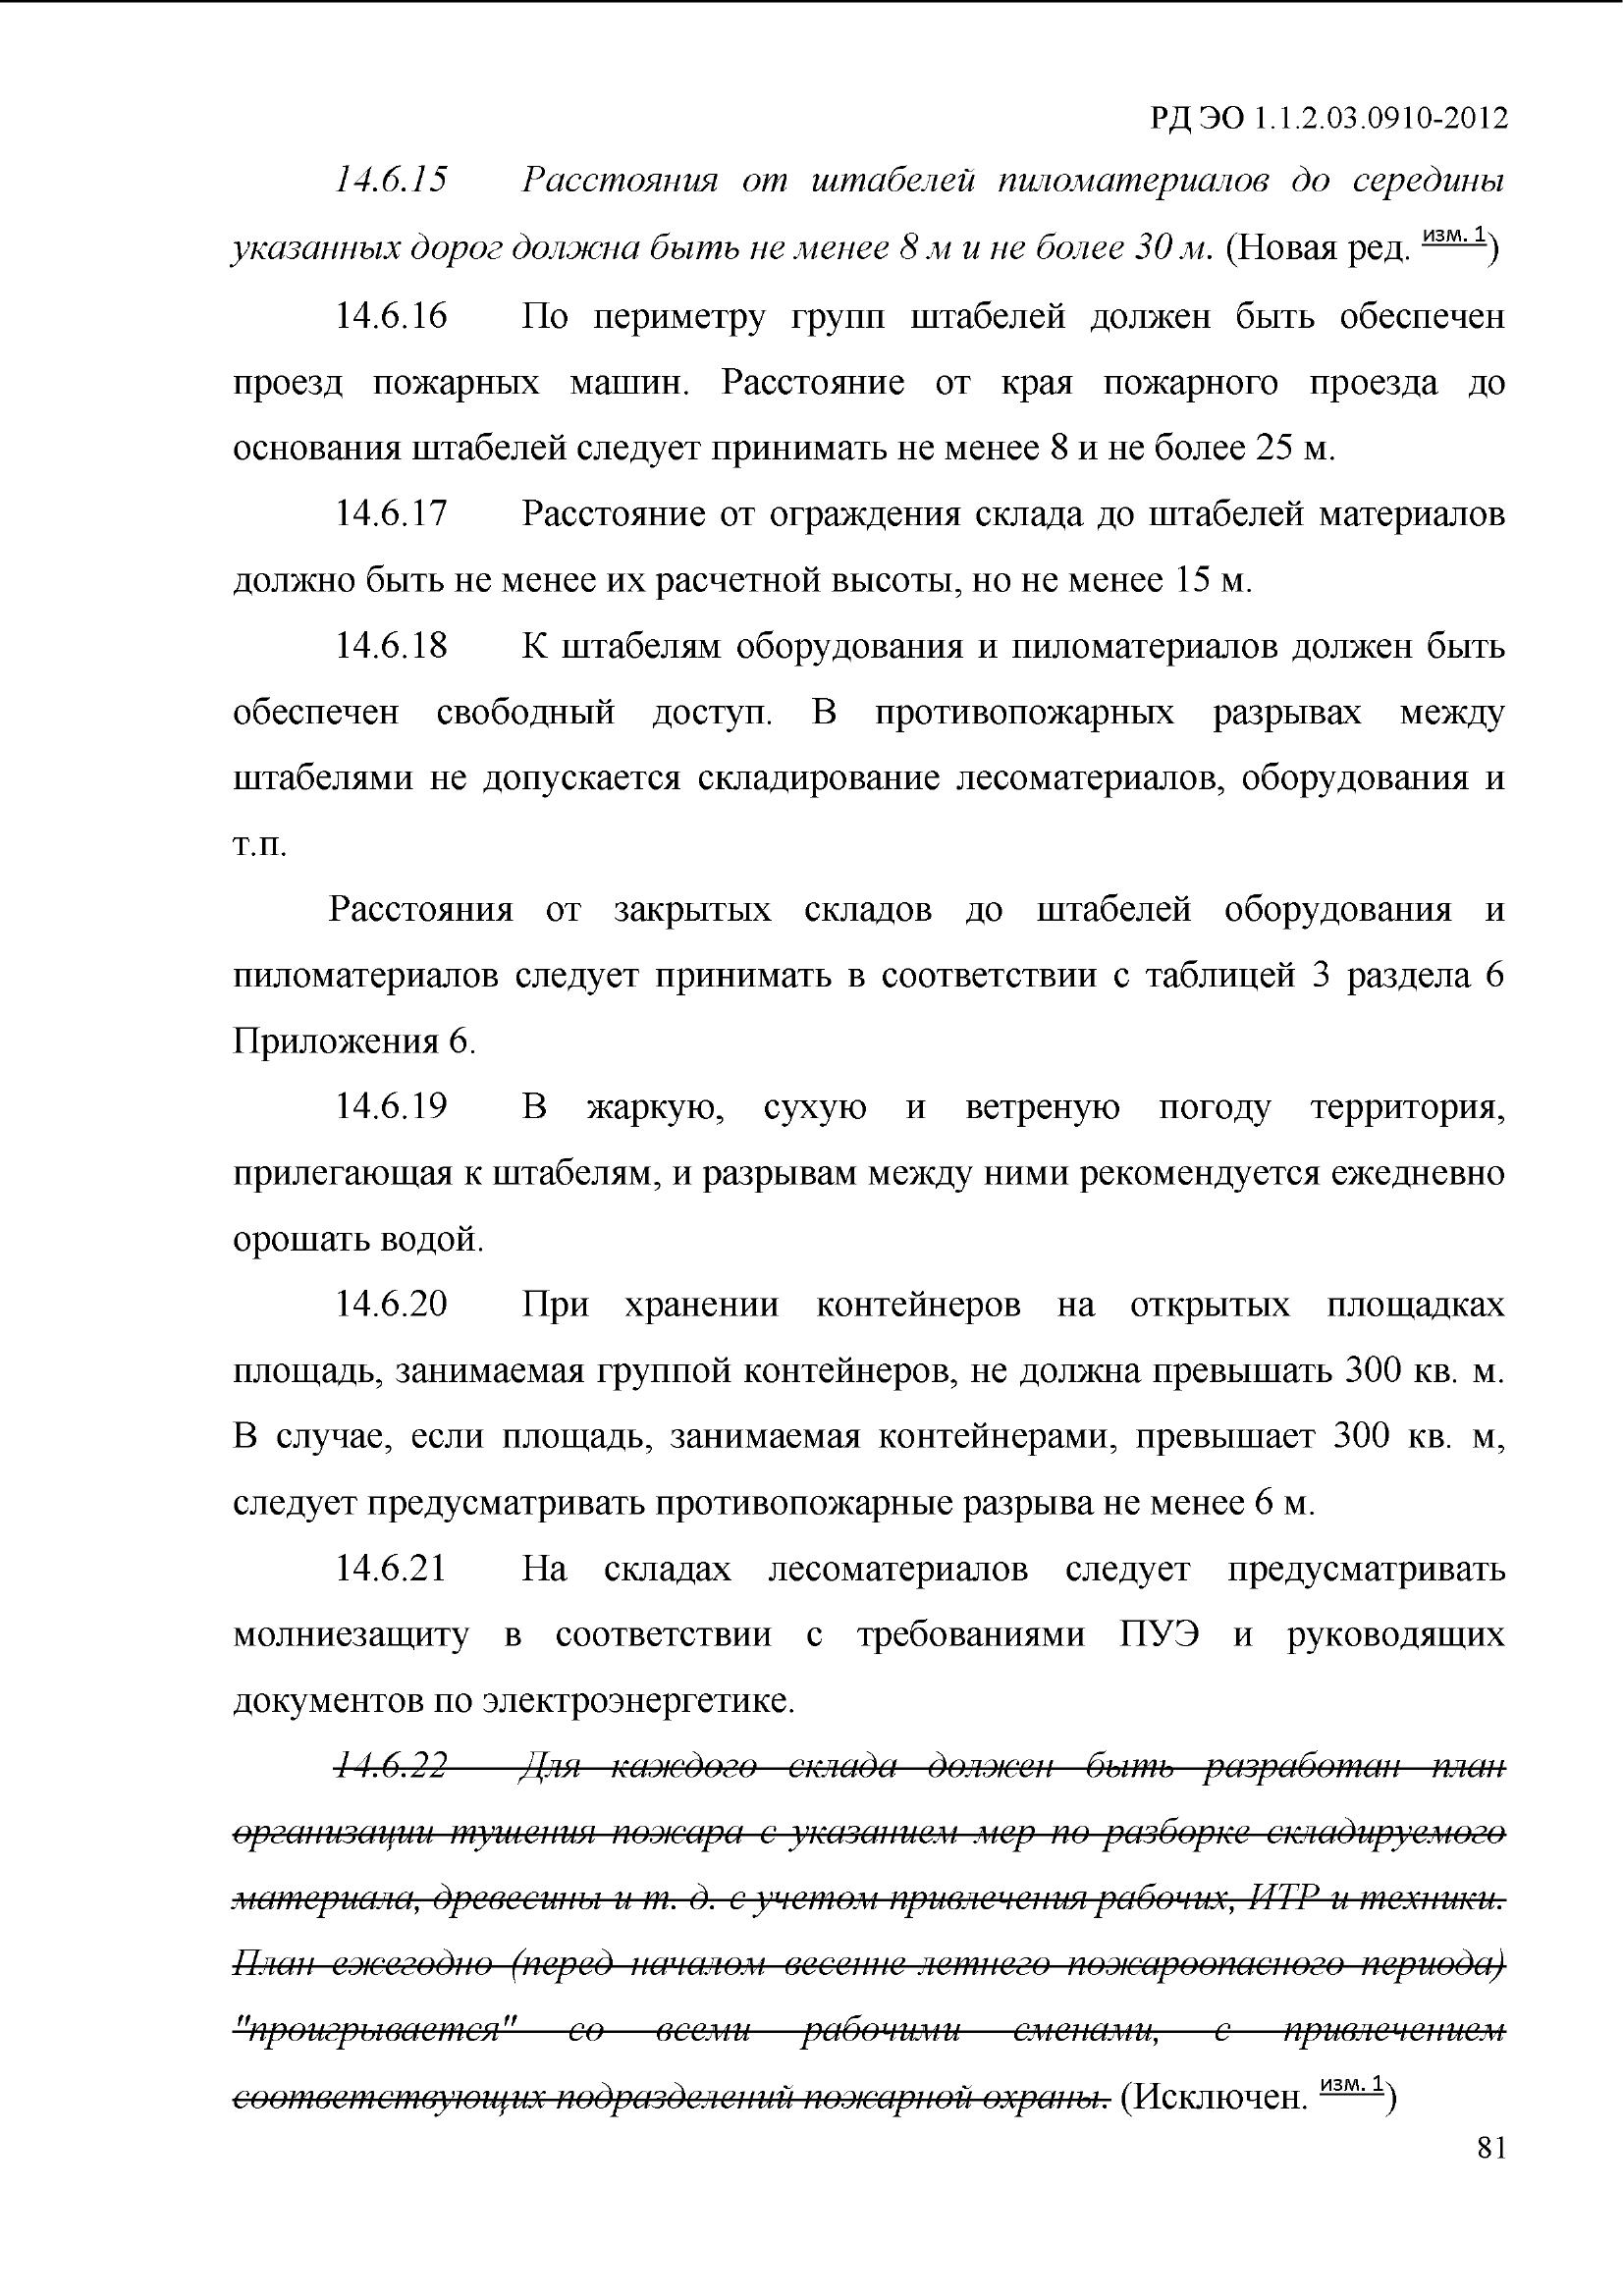 РД ЭО 1.1.2.03.0910-2012
14.6.15 Расстояния от штабелей пиломатериалов до середины
указанных дорог должна быть не менее 8 м и не более 30 м. (Новая ред. изм. 1)
14.6.16 По периметру групп штабелей должен быть обеспечен
проезд пожарных машин. Расстояние от края пожарного проезда до
основания штабелей следует принимать не менее 8 и не более 25 м.
14.6.17 Расстояние от ограждения склада до штабелей материалов
должно быть не менее их расчетной высоты, но не менее 15 м.
14.6.18 К штабелям оборудования и пиломатериалов должен быть
обеспечен свободный доступ. В противопожарных разрывах между
штабелями не допускается складирование лесоматериалов, оборудования и
т.п.
Расстояния от закрытых складов до штабелей оборудования и
пиломатериалов следует принимать в соответствии с таблицей 3 раздела 6
Приложения 6.
14.6.19 В жаркую, сухую и ветреную погоду территория,
прилегающая к штабелям, и разрывам между ними рекомендуется ежедневно
орошать водой.
14.6.20 При хранении контейнеров на открытых площадках
площадь, занимаемая группой контейнеров, не должна превышать 300 кв. м.
В случае, если площадь, занимаемая контейнерами, превышает 300 кв. м,
следует предусматривать противопожарные разрыва не менее 6 м.
14.6.21 На складах лесоматериалов следует предусматривать
молниезащиту в соответствии с требованиями ПУЭ и руководящих
документов по электроэнергетике.
14.6.22 Для каждого склада должен быть разработан план
организации тушения пожара с указанием мер по разборке складируемого
материала, древесины и т. д. с учетом привлечения рабочих, ИТР и техники.
План ежегодно (перед началом весенне-летнего пожароопасного периода)
"проигрывается" со всеми рабочими сменами, с привлечением
соответствующих подразделений пожарной охраны. (Исключен. изм. 1)
81